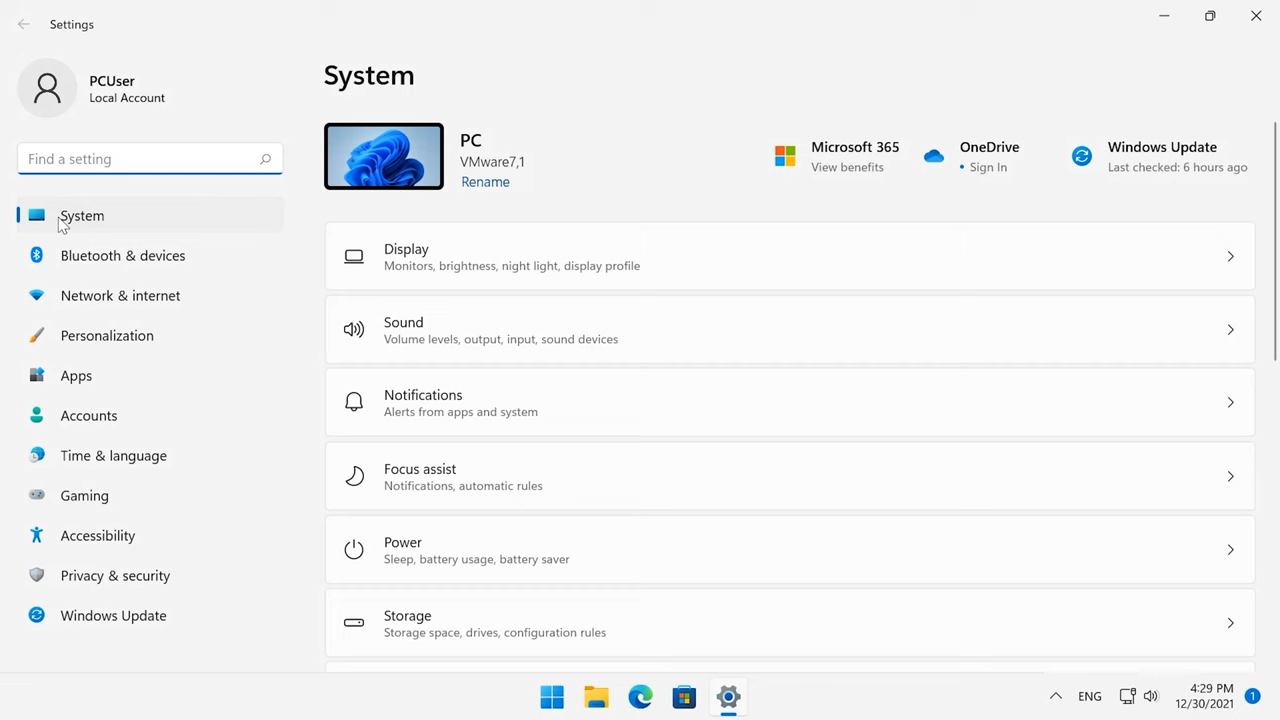 Settings
PCUser
Local Account
Find a setting
System
Bluetooth & devices
Network & internet
Personalization
Apps
Accounts
Time & language
Gaming
Accessibility
Privacy & security
Windows Update
System
PC
VMware7,1
Rename
Microsoft 365
View benefits
OneDrive
• Sign In
Windows Update
Last checked: 6 hours ago
Display
Monitors, brightness, night light, display profile
Sound
Volume levels, output, input, sound devices
Notifications
Alerts from apps and system
Focus assist
Notifications, automatic rules
Power
Sleep, battery usage, battery saver
Storage
Storage space, drives, configuration rules
ENG
4:29 PM
12/30/2021
1